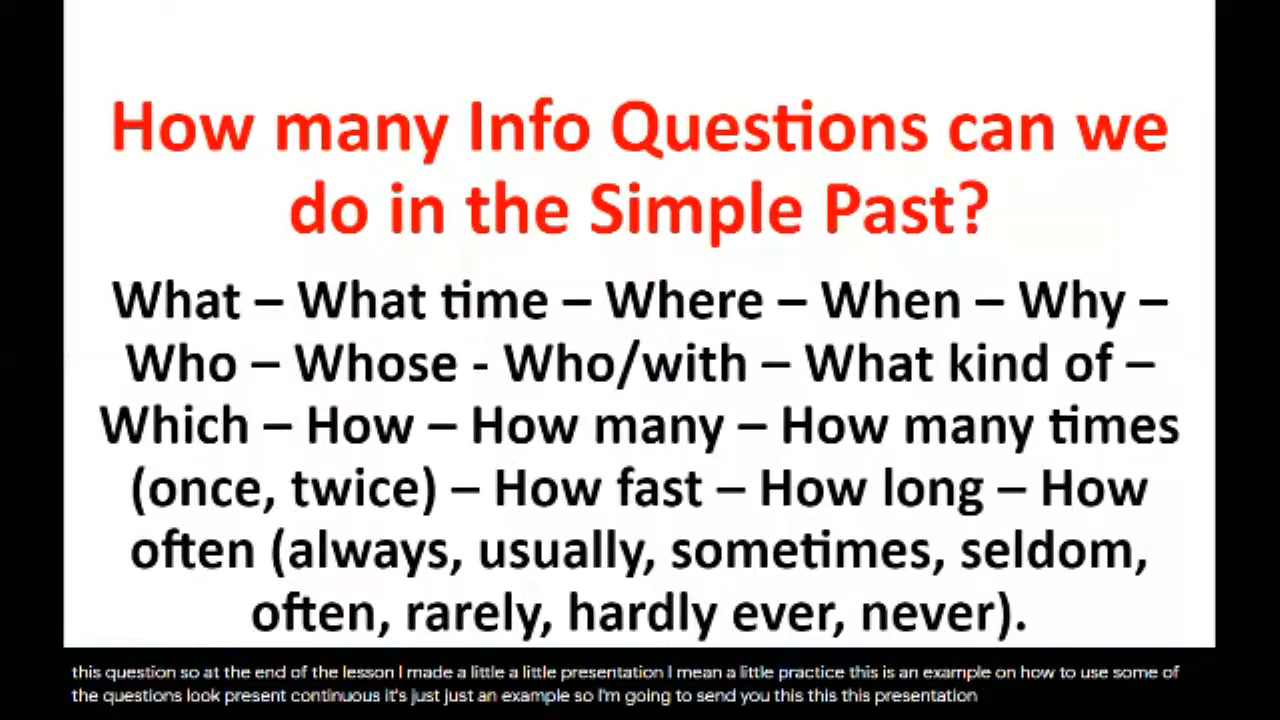 How many Info Questions can we
do in the Simple Past?
What – What time – Where – When – Why –
Who – Whose - Who/with – What kind of –
Which – How – How many – How many times
(once, twice) – How fast – How long – How
often (always, usually, sometimes, seldom,
often, rarely, hardly ever, never).
this question so at the end of the lesson I made a little a little presentation I mean a little practice this is an example on how to use some of
the questions look present continuous it's just just an example so I'm going to send you this this this presentation